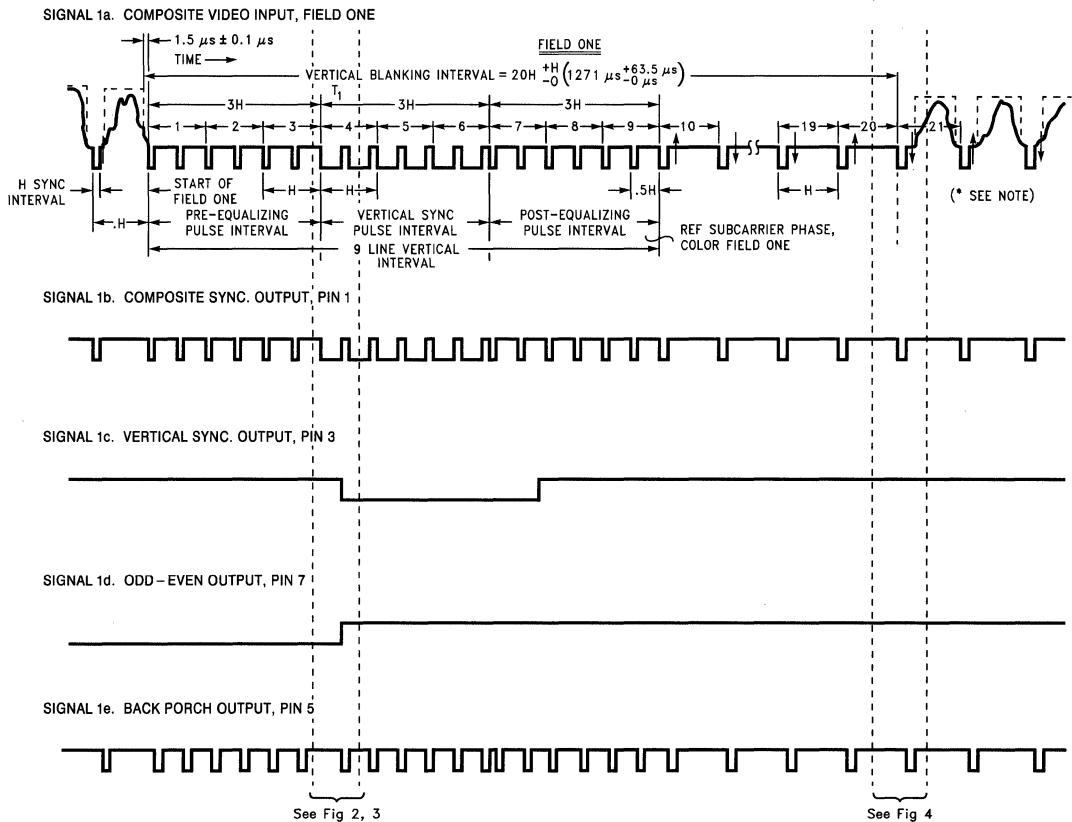 SIGNAL 1a. COMPOSITE VIDEO INPUT, FIELD ONE
1.5 μs ± 0.1 μs
TIME
FIELD ONE
VERTICAL BLANKING INTERVAL = 20H +H -0 (1271 μs +63.5 μs -0 μs)
T1
3H 3H 3H
1 2 3 4 5 6 7 8 9 10 19 20 21
H SYNC INTERVAL
START OF FIELD ONE
H H .5H H
(* SEE NOTE)
.H
PRE-EQUALIZING PULSE INTERVAL
VERTICAL SYNC PULSE INTERVAL
POST-EQUALIZING PULSE INTERVAL
REF SUBCARRIER PHASE, COLOR FIELD ONE
9 LINE VERTICAL INTERVAL
SIGNAL 1b. COMPOSITE SYNC. OUTPUT, PIN 1
SIGNAL 1c. VERTICAL SYNC. OUTPUT, PIN 3
SIGNAL 1d. ODD–EVEN OUTPUT, PIN 7
SIGNAL 1e. BACK PORCH OUTPUT, PIN 5
See Fig 2, 3
See Fig 4